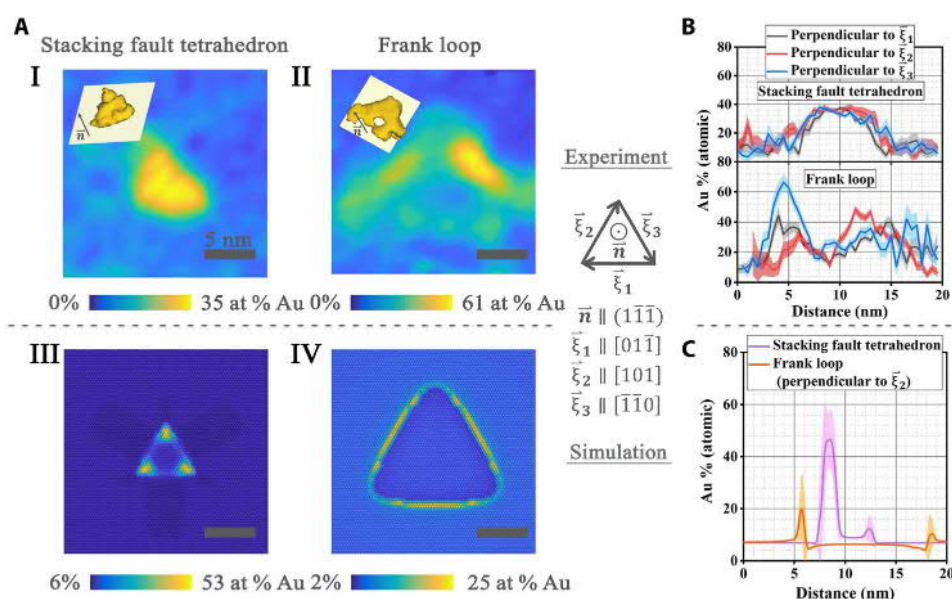 A
Stacking fault tetrahedron
Frank loop
I
II
n
n
5 nm
0%
35 at % Au
0%
61 at % Au
Experiment
ξ₂
ξ₃
n
ξ₁
n ∥ (11̅1̅)
ξ₁ ∥ [011̅]
ξ₂ ∥ [101]
ξ₃ ∥ [1̅1̅0]
Simulation
III
IV
6%
53 at % Au
2%
25 at % Au
B
Perpendicular to ξ₁
Perpendicular to ξ₂
Perpendicular to ξ₃
Stacking fault tetrahedron
Frank loop
Au % (atomic)
80
60
40
20
0
80
60
40
20
0
0 5 10 15 20
Distance (nm)
C
Stacking fault tetrahedron
Frank loop
(perpendicular to ξ₂)
Au % (atomic)
80
40
0
0 5 10 15 20
Distance (nm)